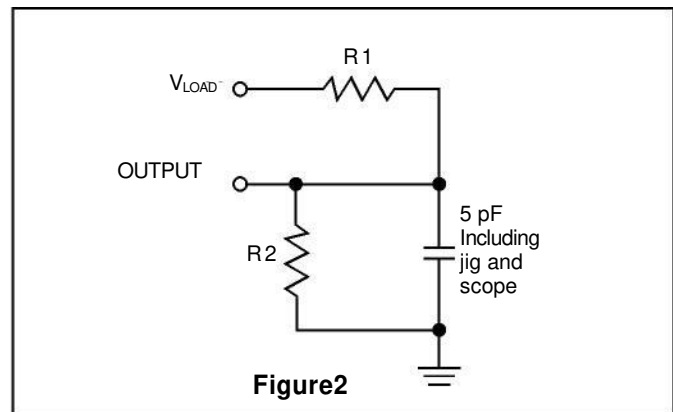 R1
VLOAD
OUTPUT
R2
5 pF
Including
jig and
scope
Figure2